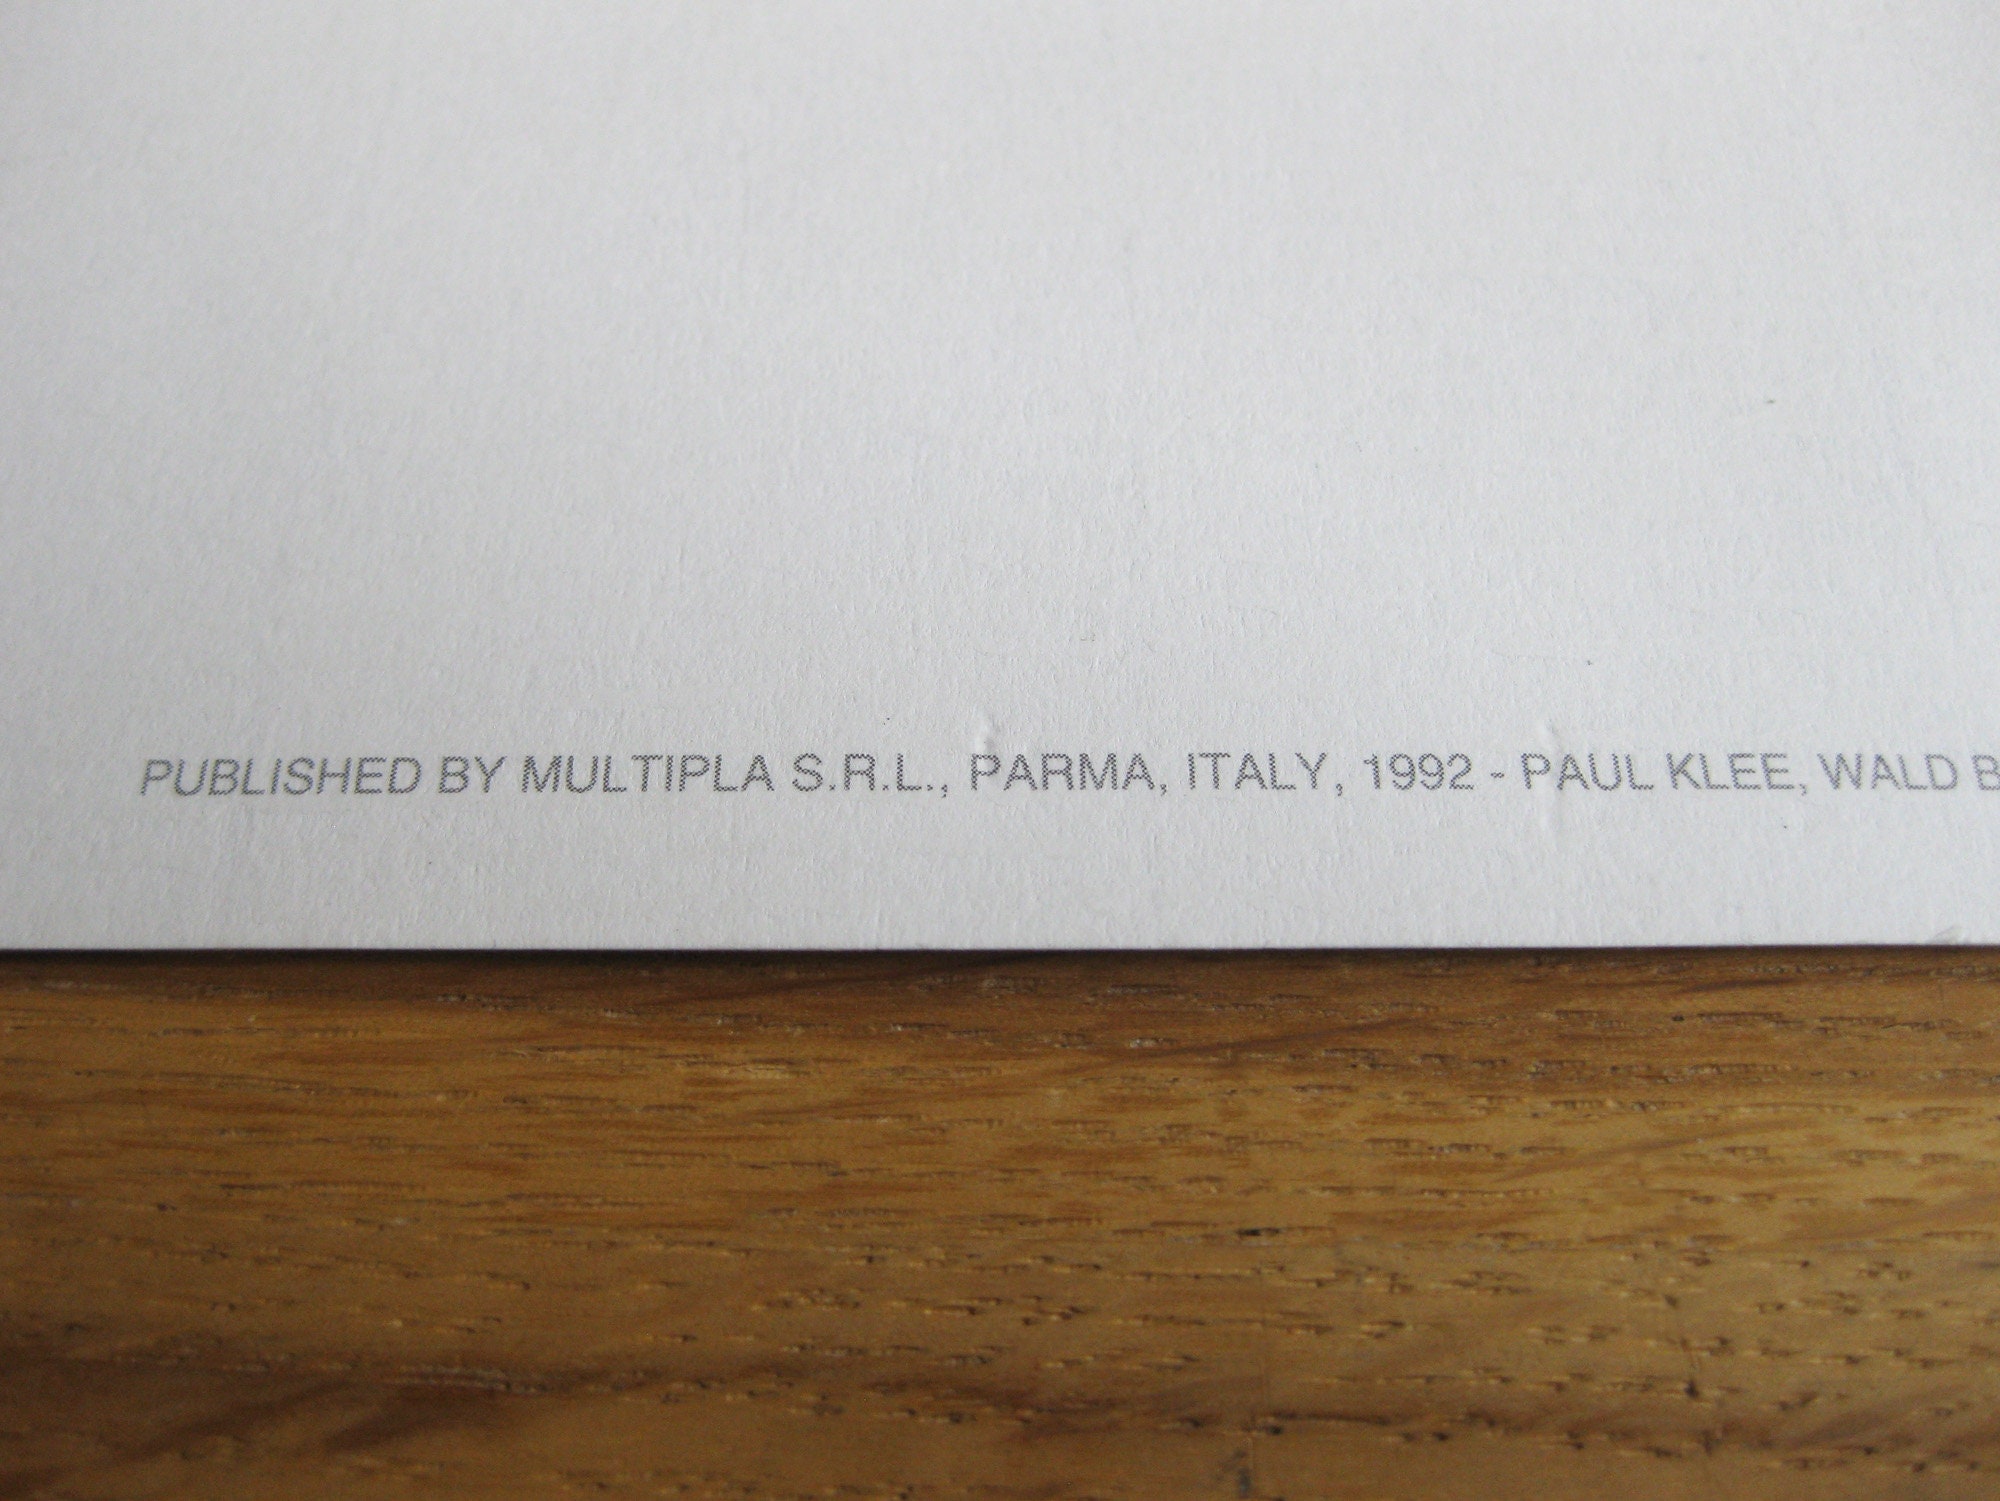 PUBLISHED BY MULTIPLA S.R.L., PARMA, ITALY, 1992 - PAUL KLEE, WALD B